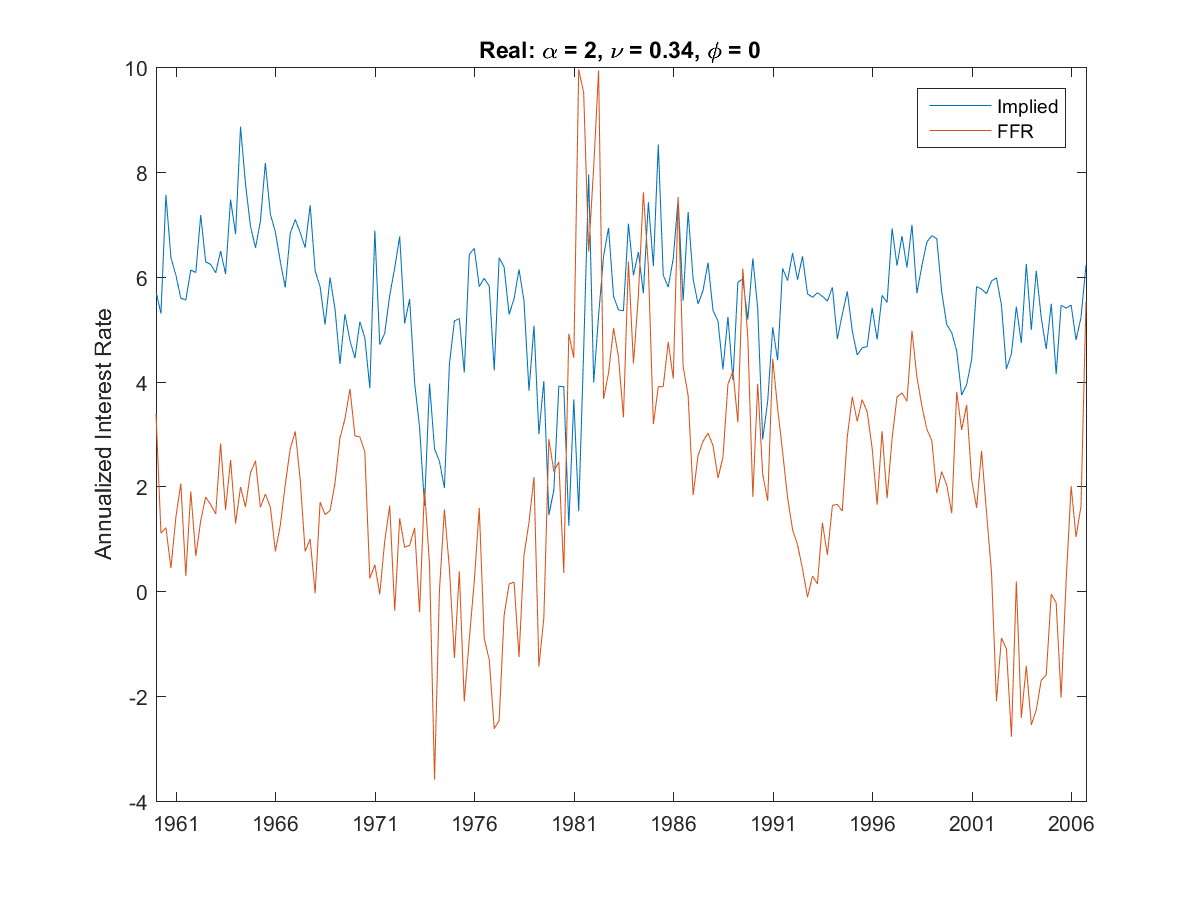 Real: α = 2, ν = 0.34, ϕ = 0
Implied
FFR
Annualized Interest Rate
10
8
6
4
2
0
-2
-4
1961 1966 1971 1976 1981 1986 1991 1996 2001 2006